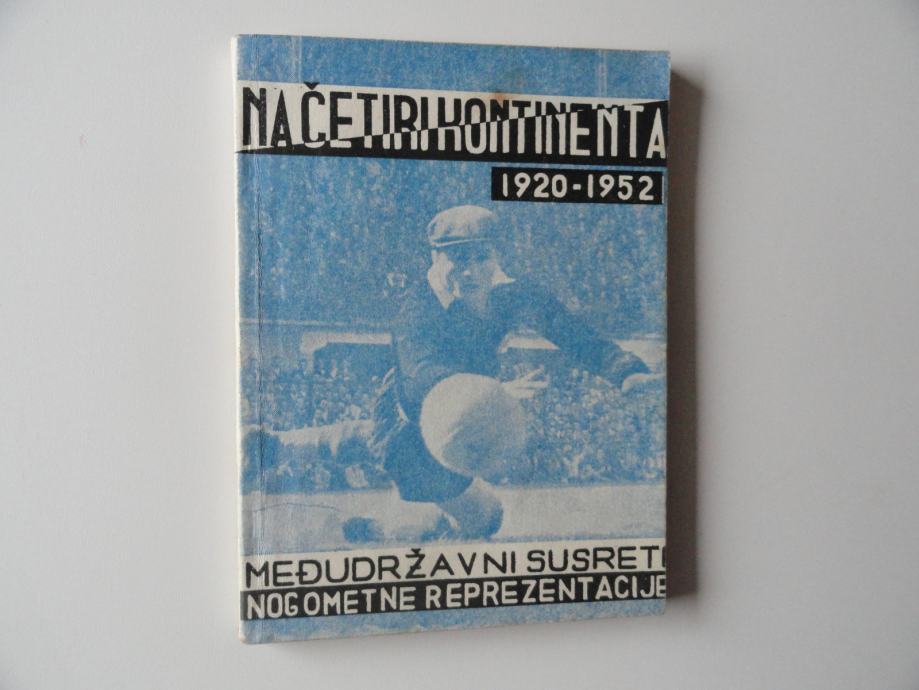 NA ČETIRI KONTINENTA
1920-1952
MEĐUDRŽAVNI SUSRETI
NOGOMETNE REPREZENTACIJE